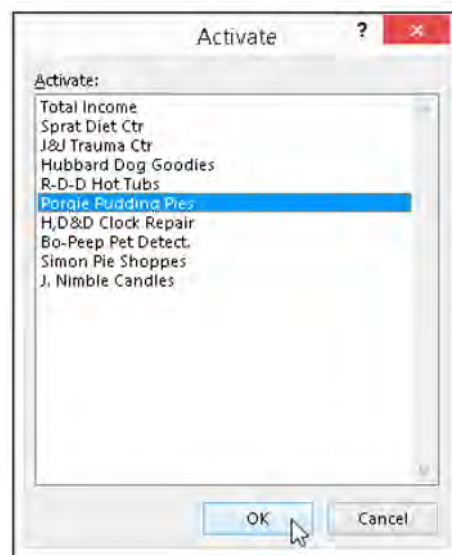 Activate
?
Activate:
Total Income
Sprat Diet Ctr
J&J Trauma Ctr
Hubbard Dog Goodies
R-D-D Hot Tubs
Porgie Pudding Pies
H,D&D Clock Repair
Bo-Peep Pet Detect.
Simon Pie Shoppes
J. Nimble Candles
OK
Cancel